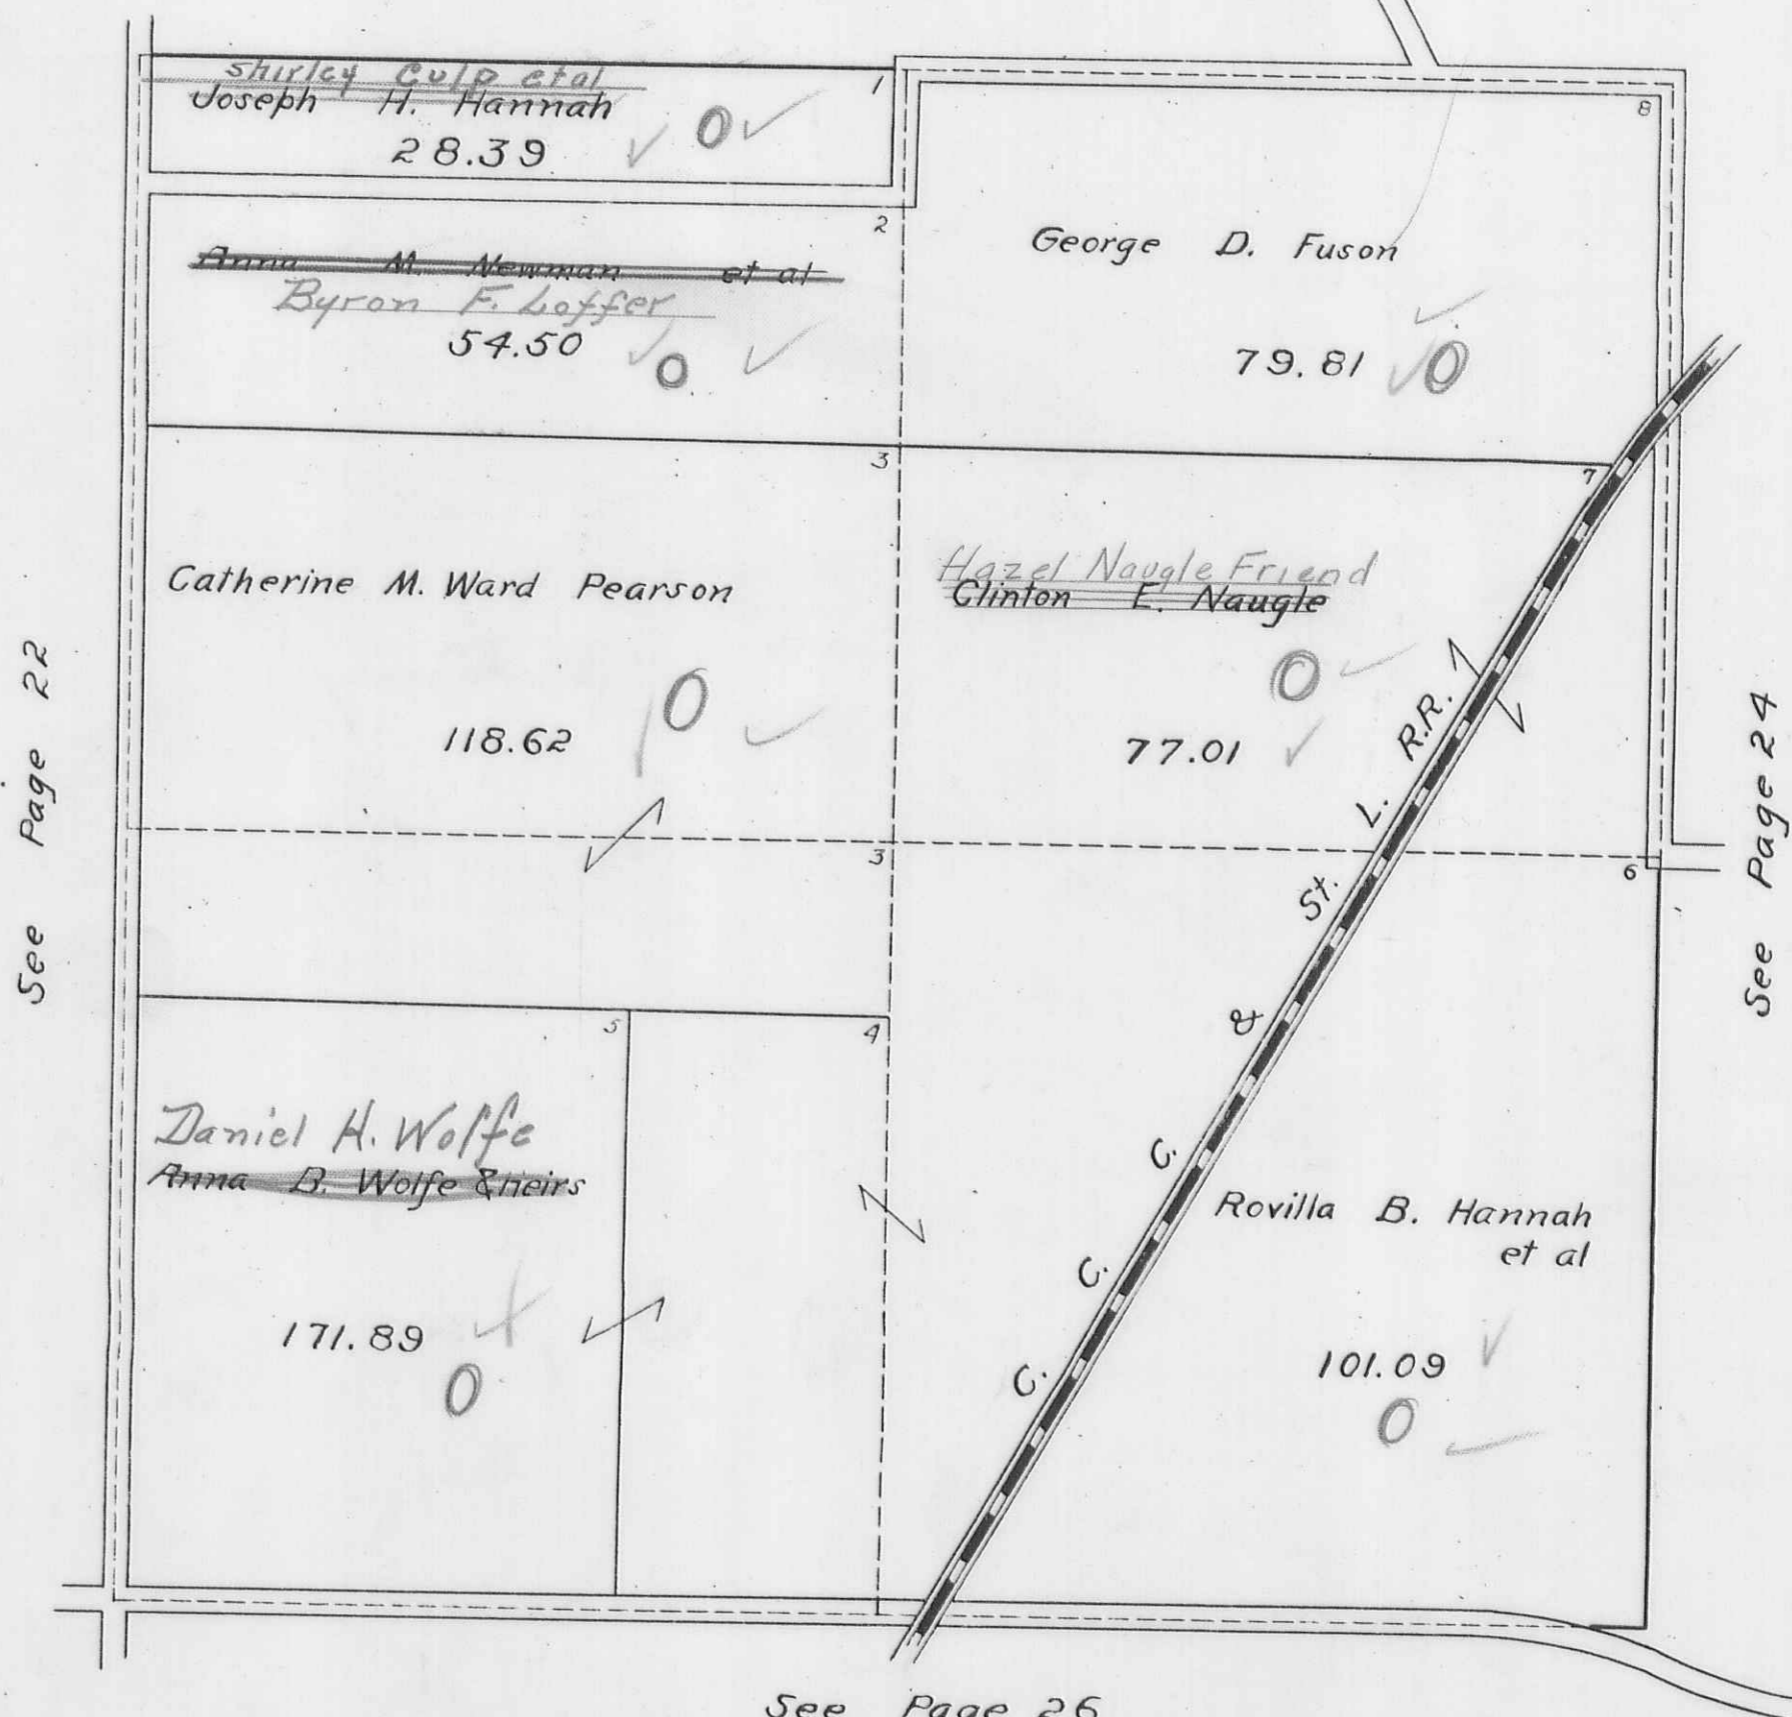 Shirley Culp etal
Joseph H. Hannah
28.39
1
O
2
Anna M. Newman et al
Byron F. Loffer
54.50
O
8
George D. Fuson
79.81
O
3
Catherine M. Ward Pearson
118.62
O
7
Hazel Naugle Friend
Clinton E. Naugle
O
77.01
3
6
5
4
Daniel H. Wolfe
Anna B. Wolfe & heirs
171.89
O
C. C. C. & St. L. R.R.
Rovilla B. Hannah
et al
101.09
O
See Page 22
See Page 24
See Page 26